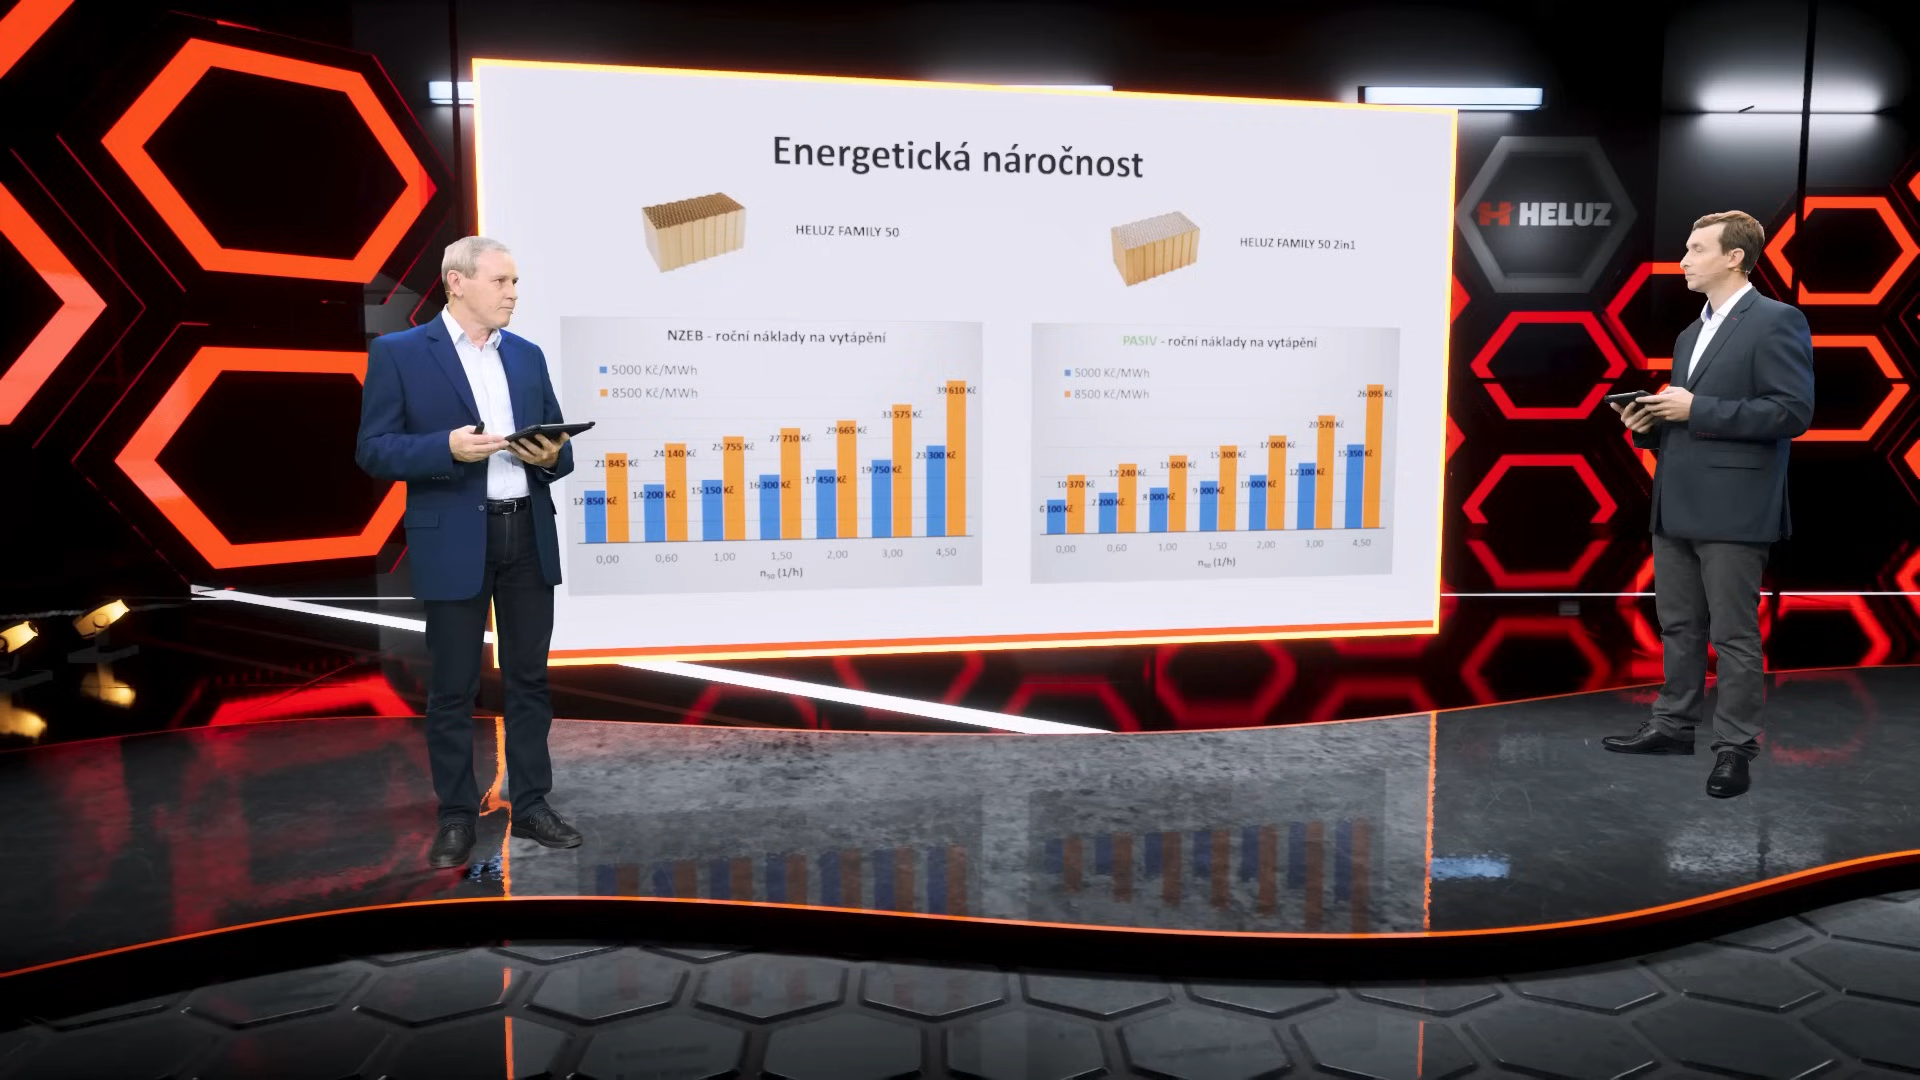 Energetická náročnost
HELUZ FAMILY 50
HELUZ FAMILY 50 2in1
HELUZ
NZEB - roční náklady na vytápění
5000 Kč/MWh
8500 Kč/MWh
39 610 Kč
33 575 Kč
29 665 Kč
27 710 Kč
25 755 Kč
24 140 Kč
21 845 Kč
23 300 Kč
19 750 Kč
17 450 Kč
16 300 Kč
15 150 Kč
14 200 Kč
12 850 Kč
0,00 0,60 1,00 1,50 2,00 3,00 4,50
n₅₀ (1/h)
PASIV - roční náklady na vytápění
5000 Kč/MWh
8500 Kč/MWh
26 095 Kč
20 570 Kč
17 000 Kč
15 300 Kč
13 600 Kč
12 240 Kč
10 370 Kč
15 350 Kč
12 100 Kč
10 000 Kč
9 000 Kč
8 000 Kč
7 200 Kč
6 100 Kč
0,00 0,60 1,00 1,50 2,00 3,00 4,50
n₅₀ (1/h)